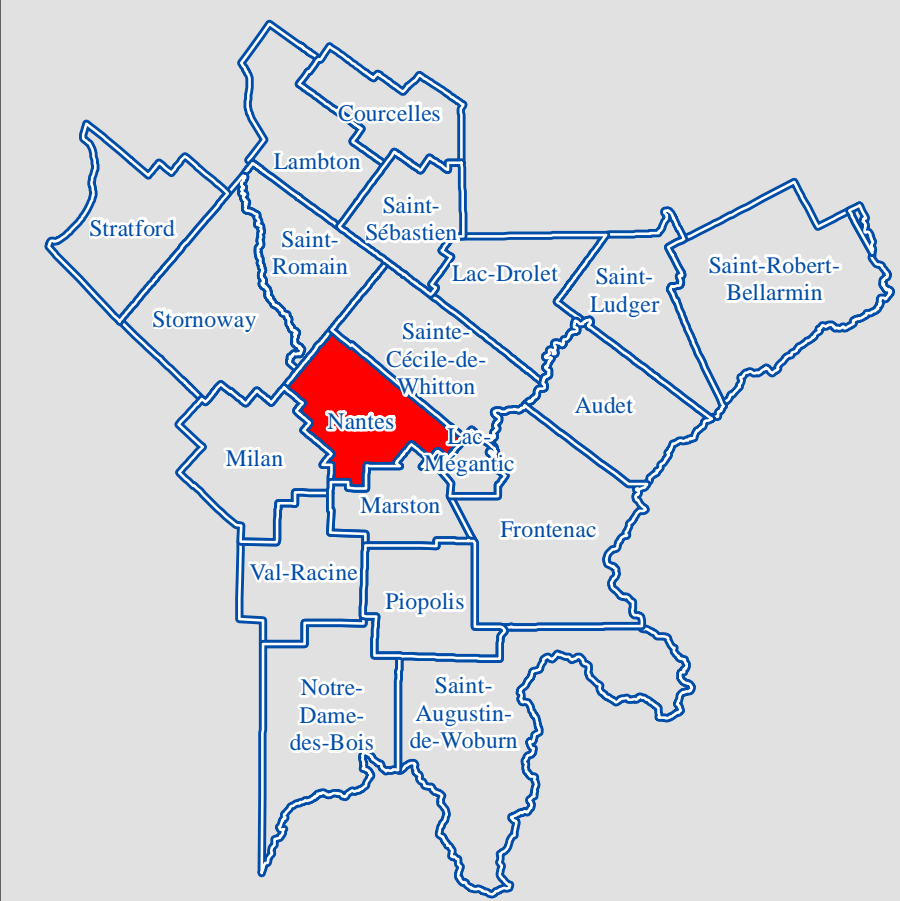 Courcelles
Lambton
Saint-
Sébastien
Stratford
Saint-
Romain
Lac-Drolet
Saint-
Ludger
Saint-Robert-
Bellarmin
Stornoway
Sainte-
Cécile-de-
Whitton
Audet
Nantes
Lac-
Mégantic
Milan
Marston
Frontenac
Val-Racine
Piopolis
Notre-
Dame-
des-Bois
Saint-
Augustin-
de-Woburn